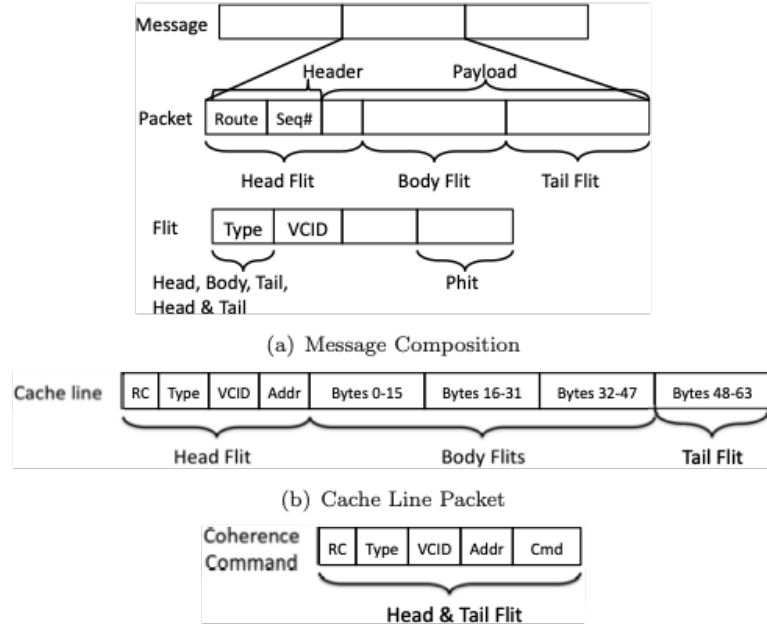 Message
Header Payload
Packet Route Seq#
Head Flit Body Flit Tail Flit
Flit Type VCID
Head, Body, Tail, Phit
Head & Tail
(a) Message Composition
Cache line RC Type VCID Addr Bytes 0-15 Bytes 16-31 Bytes 32-47 Bytes 48-63
Head Flit Body Flits Tail Flit
(b) Cache Line Packet
Coherence
Command RC Type VCID Addr Cmd
Head & Tail Flit